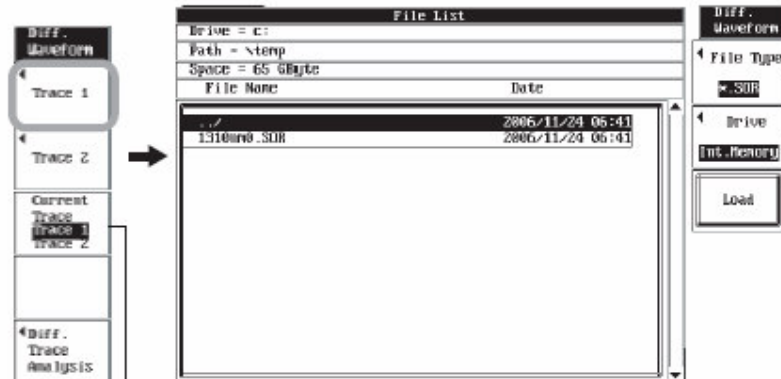 Diff.
Waveform
Trace 1
Trace 2
Current
Trace
Trace 1
Trace 2
Diff.
Trace
Analysis
File List
Drive = c:
Path = \temp
Space = 65 GByte
File Name Date
../ 2006/11/24 06:41
1310nm0.SOR 2006/11/24 06:41
Diff.
Waveform
File Type
*.SOR
Drive
Int.Memory
Load